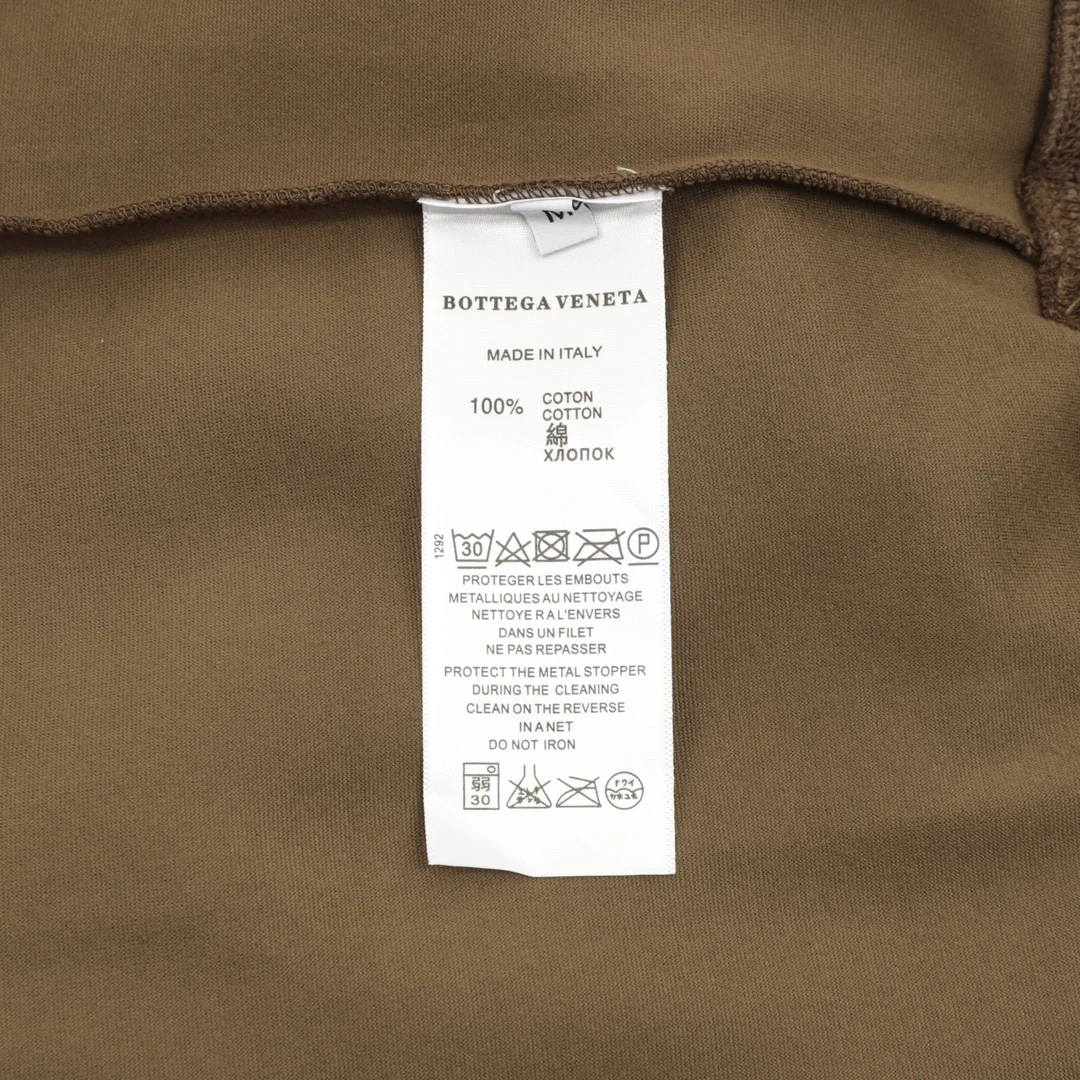 BOTTEGA VENETA
MADE IN ITALY
100% COTON
COTTON
綿
ХЛОПОК
1292
30 P
PROTEGER LES EMBOUTS
METALLIQUES AU NETTOYAGE
NETTOYE R A L'ENVERS
DANS UN FILET
NE PAS REPASSER
PROTECT THE METAL STOPPER
DURING THE CLEANING
CLEAN ON THE REVERSE
IN A NET
DO NOT IRON
弱
30